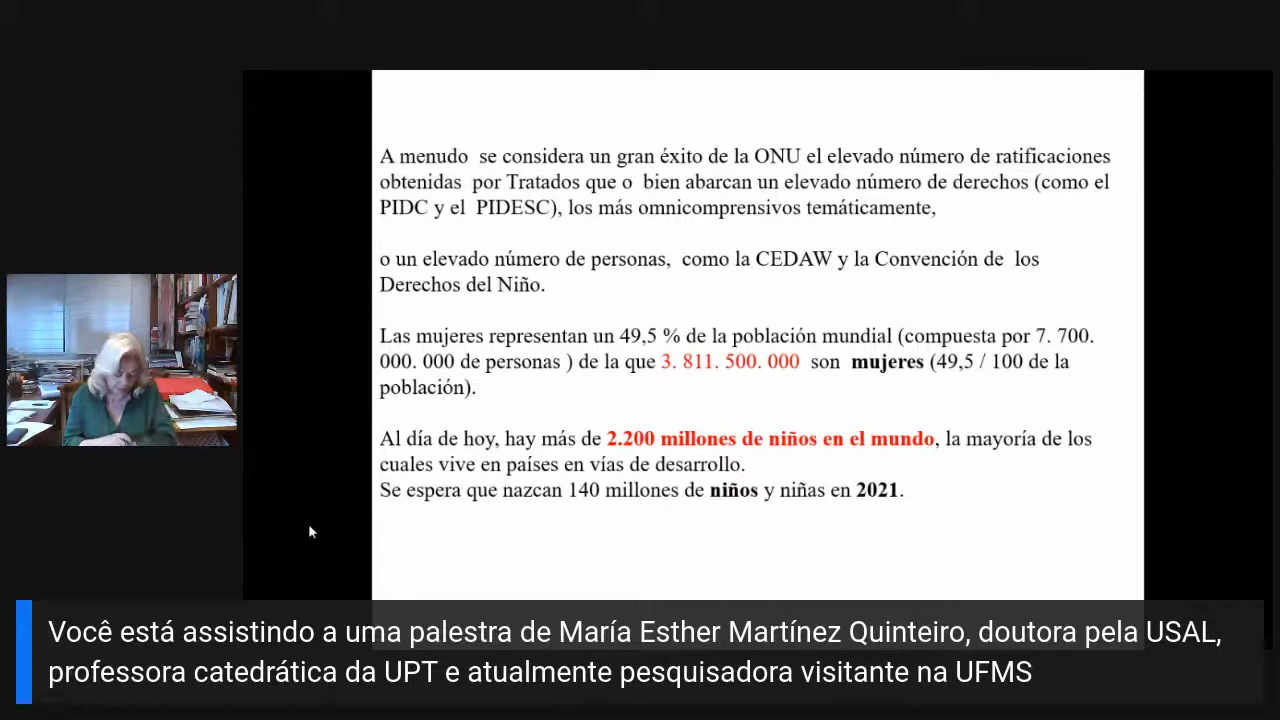 A menudo se considera un gran éxito de la ONU el elevado número de ratificaciones
obtenidas por Tratados que o bien abarcan un elevado número de derechos (como el
PIDC y el PIDESC), los más omnicomprensivos temáticamente,
o un elevado número de personas, como la CEDAW y la Convención de los
Derechos del Niño.
Las mujeres representan un 49,5 % de la población mundial (compuesta por 7. 700.
000. 000 de personas ) de la que 3. 811. 500. 000 son mujeres (49,5 / 100 de la
población).
Al día de hoy, hay más de 2.200 millones de niños en el mundo, la mayoría de los
cuales vive en países en vías de desarrollo.
Se espera que nazcan 140 millones de niños y niñas en 2021.
Você está assistindo a uma palestra de María Esther Martínez Quinteiro, doutora pela USAL,
professora catedrática da UPT e atualmente pesquisadora visitante na UFMS